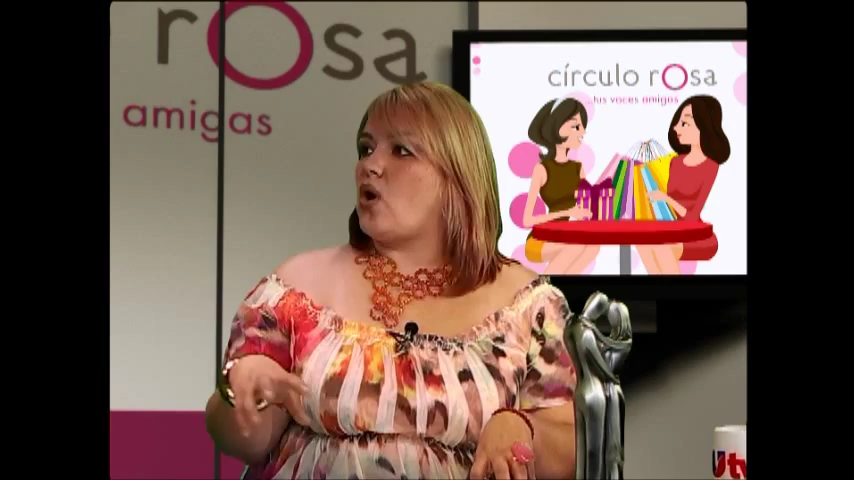 rosa
amigas
círculo rosa
tus voces amigas
Utv